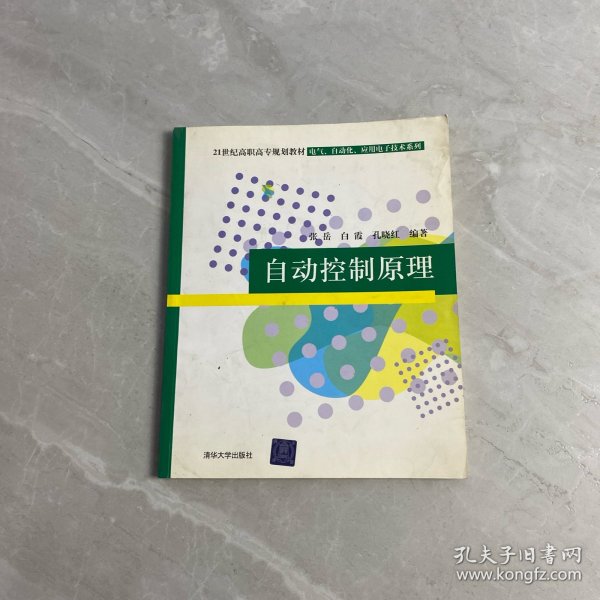 21世纪高职高专规划教材 电气、自动化、应用电子技术系列
张岳 白霞 孔晓红 编著
自动控制原理
清华大学出版社
孔夫子旧书网
www.kongfz.com